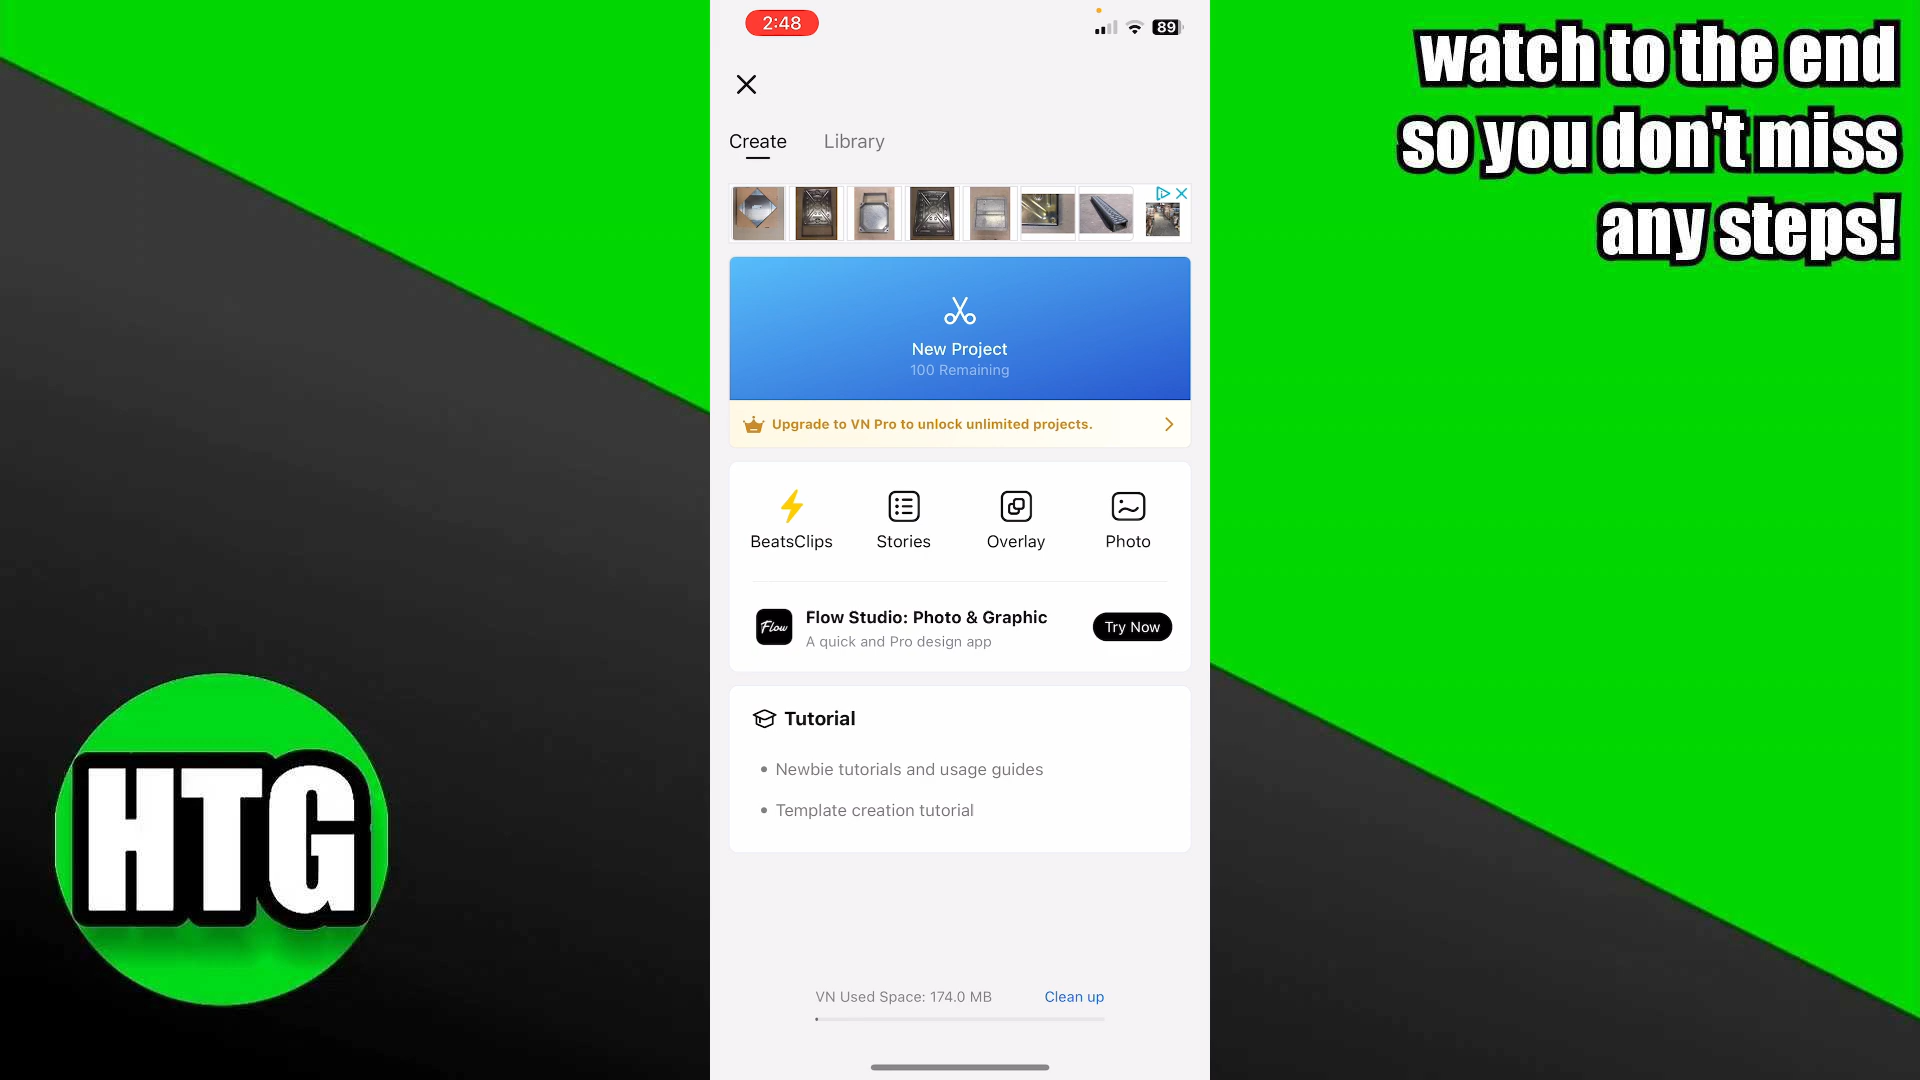 2:48
89
watch to the end
so you don't miss
any steps!
Create
Library
New Project
100 Remaining
Upgrade to VN Pro to unlock unlimited projects.
BeatsClips
Stories
Overlay
Photo
Flow
Flow Studio: Photo & Graphic
A quick and Pro design app
Try Now
Tutorial
• Newbie tutorials and usage guides
• Template creation tutorial
HTG
VN Used Space: 174.0 MB
Clean up